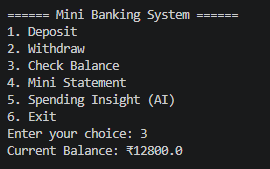 ====== Mini Banking System ======
1. Deposit
2. Withdraw
3. Check Balance
4. Mini Statement
5. Spending Insight (AI)
6. Exit
Enter your choice: 3
Current Balance: ₹12800.0